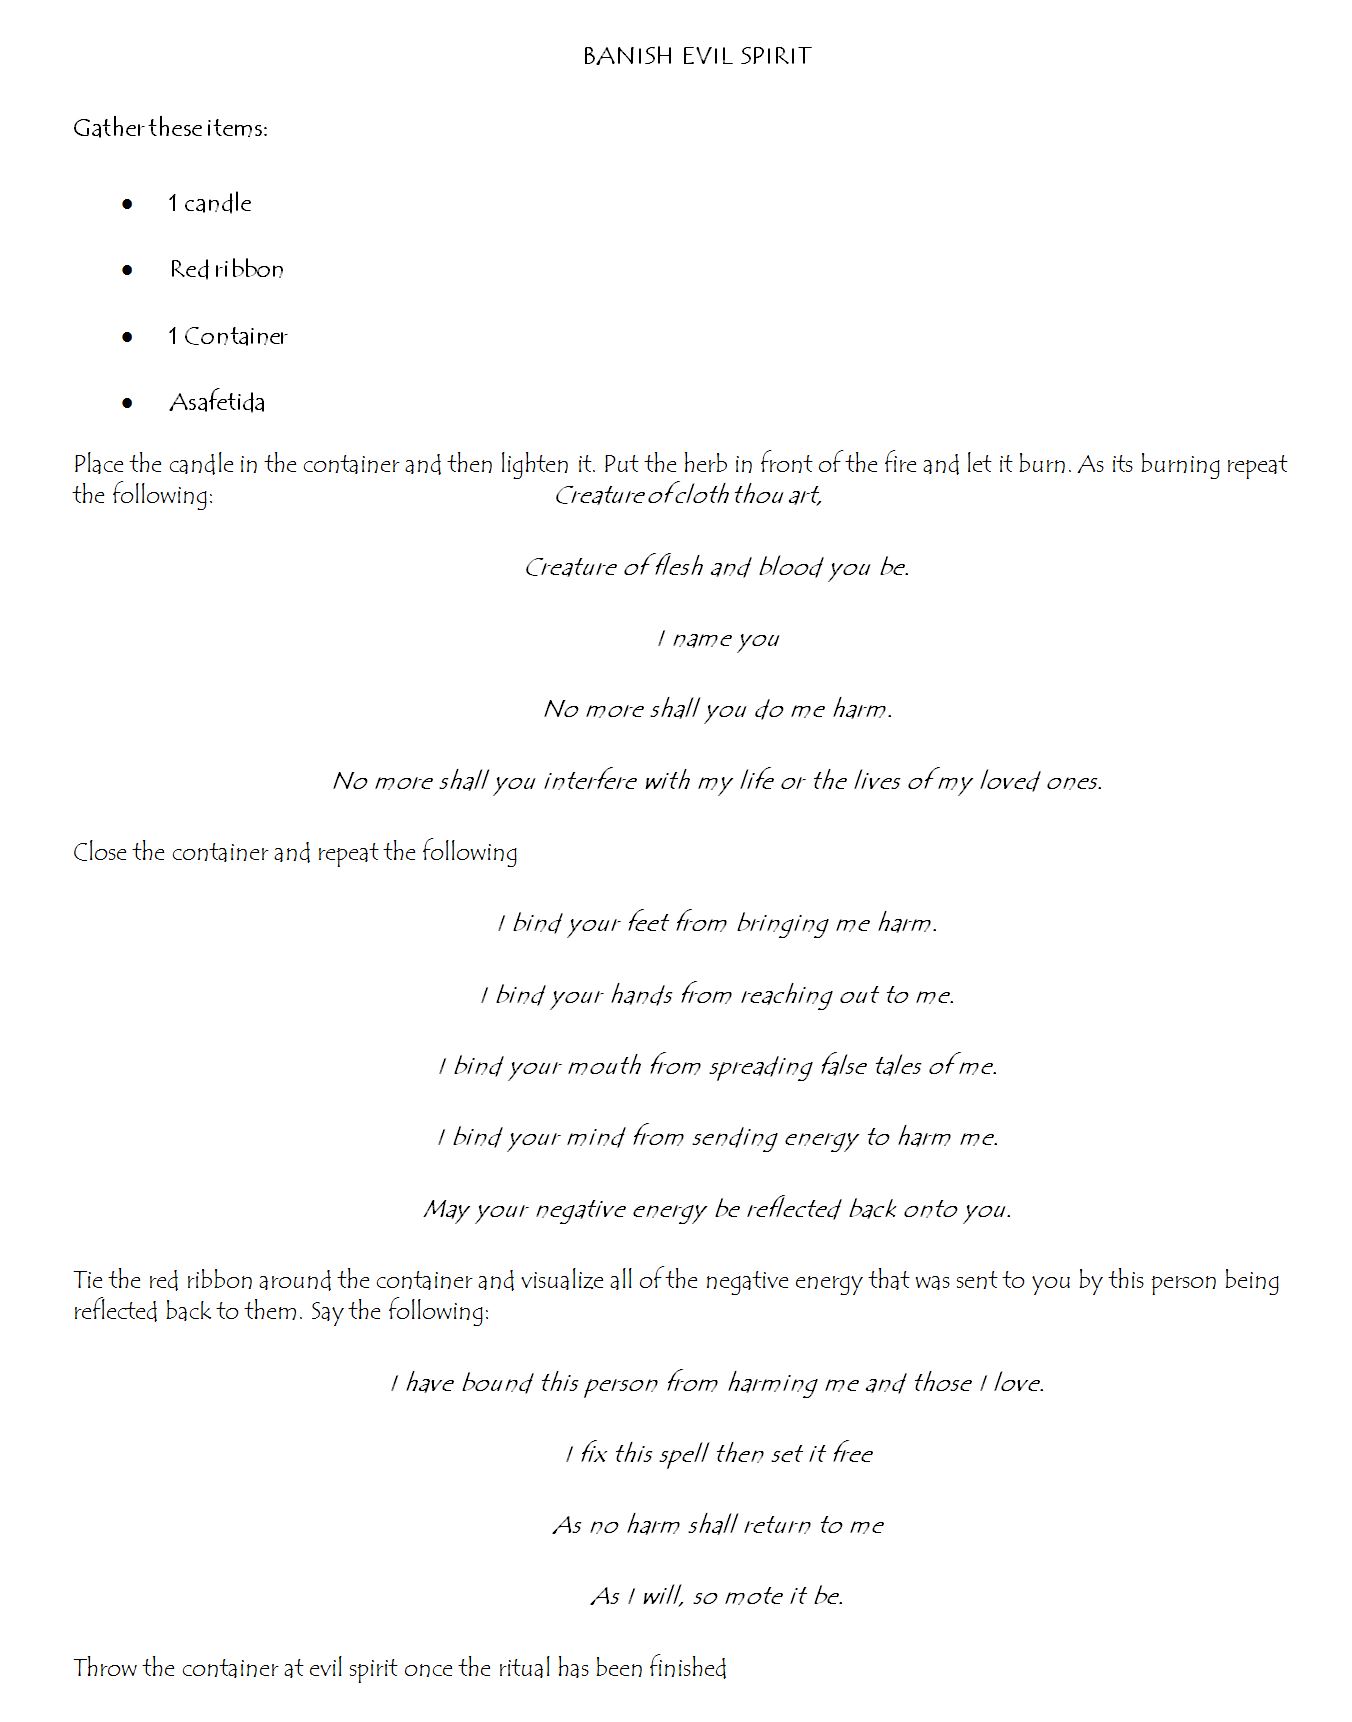 BANISH EVIL SPIRIT
Gather these items:
● 1 candle
● Red ribbon
● 1 Container
● Asafetida
Place the candle in the container and then lighten it. Put the herb in front of the fire and let it burn. As its burning repeat
the following: Creature of cloth thou art,
Creature of flesh and blood you be.
I name you
No more shall you do me harm.
No more shall you interfere with my life or the lives of my loved ones.
Close the container and repeat the following
I bind your feet from bringing me harm.
I bind your hands from reaching out to me.
I bind your mouth from spreading false tales of me.
I bind your mind from sending energy to harm me.
May your negative energy be reflected back onto you.
Tie the red ribbon around the container and visualize all of the negative energy that was sent to you by this person being
reflected back to them. Say the following:
I have bound this person from harming me and those I love.
I fix this spell then set it free
As no harm shall return to me
As I will, so mote it be.
Throw the container at evil spirit once the ritual has been finished